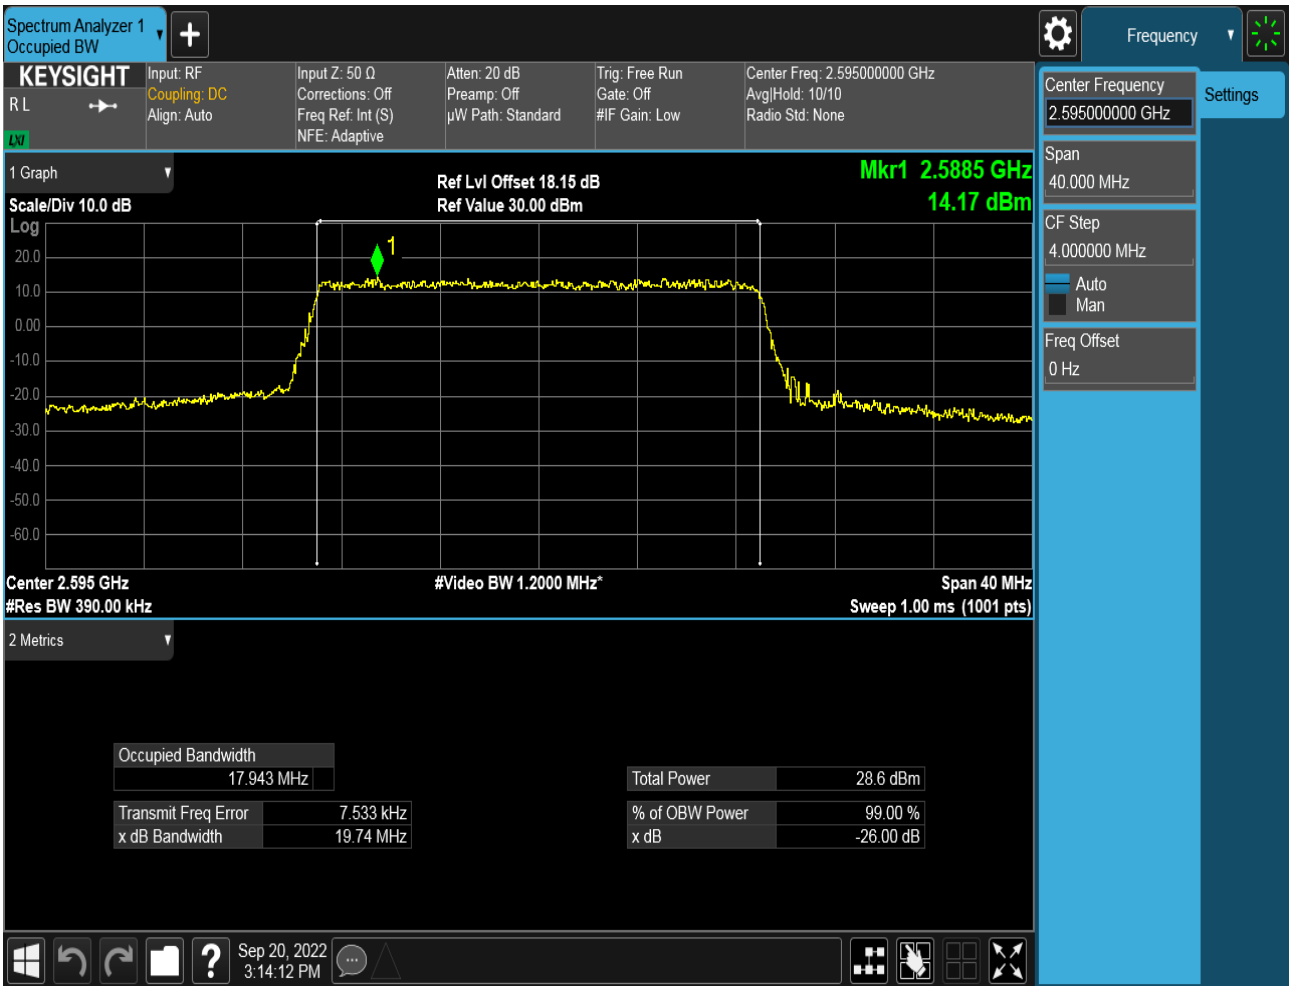 Spectrum Analyzer 1
Occupied BW
Frequency
KEYSIGHT
R L
LXI
Input: RF
Coupling: DC
Align: Auto
Input Z: 50 Ω
Corrections: Off
Freq Ref: Int (S)
NFE: Adaptive
Atten: 20 dB
Preamp: Off
µW Path: Standard
Trig: Free Run
Gate: Off
#IF Gain: Low
Center Freq: 2.595000000 GHz
Avg|Hold: 10/10
Radio Std: None
Center Frequency
2.595000000 GHz
Settings
Span
40.000 MHz
CF Step
4.000000 MHz
Auto
Man
Freq Offset
0 Hz
1 Graph
Scale/Div 10.0 dB
Ref Lvl Offset 18.15 dB
Ref Value 30.00 dBm
Mkr1 2.5885 GHz
14.17 dBm
Log
1
20.0
10.0
0.00
-10.0
-20.0
-30.0
-40.0
-50.0
-60.0
Center 2.595 GHz
#Video BW 1.2000 MHz*
Span 40 MHz
#Res BW 390.00 kHz
Sweep 1.00 ms (1001 pts)
2 Metrics
Occupied Bandwidth
17.943 MHz
Total Power 28.6 dBm
Transmit Freq Error 7.533 kHz
% of OBW Power 99.00 %
x dB Bandwidth 19.74 MHz
x dB -26.00 dB
?
Sep 20, 2022
3:14:12 PM